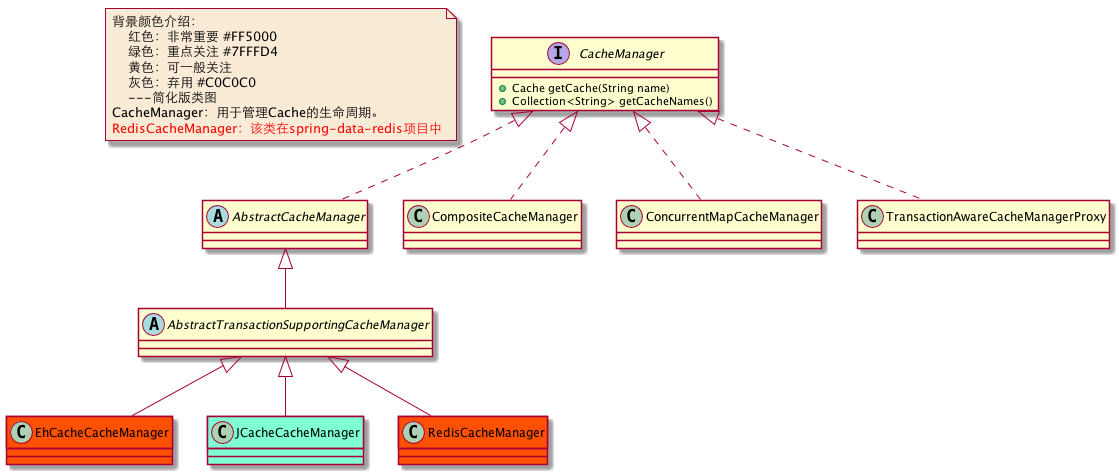 背景颜色介绍:
红色：非常重要 #FF5000
绿色：重点关注 #7FFFD4
黄色：可一般关注
灰色：弃用 #C0C0C0
---简化版类图
CacheManager：用于管理Cache的生命周期。
RedisCacheManager：该类在spring-data-redis项目中
I CacheManager
Cache getCache(String name)
Collection<String> getCacheNames()
A AbstractCacheManager
C CompositeCacheManager
C ConcurrentMapCacheManager
C TransactionAwareCacheManagerProxy
A AbstractTransactionSupportingCacheManager
C EhCacheCacheManager
C JCacheCacheManager
C RedisCacheManager